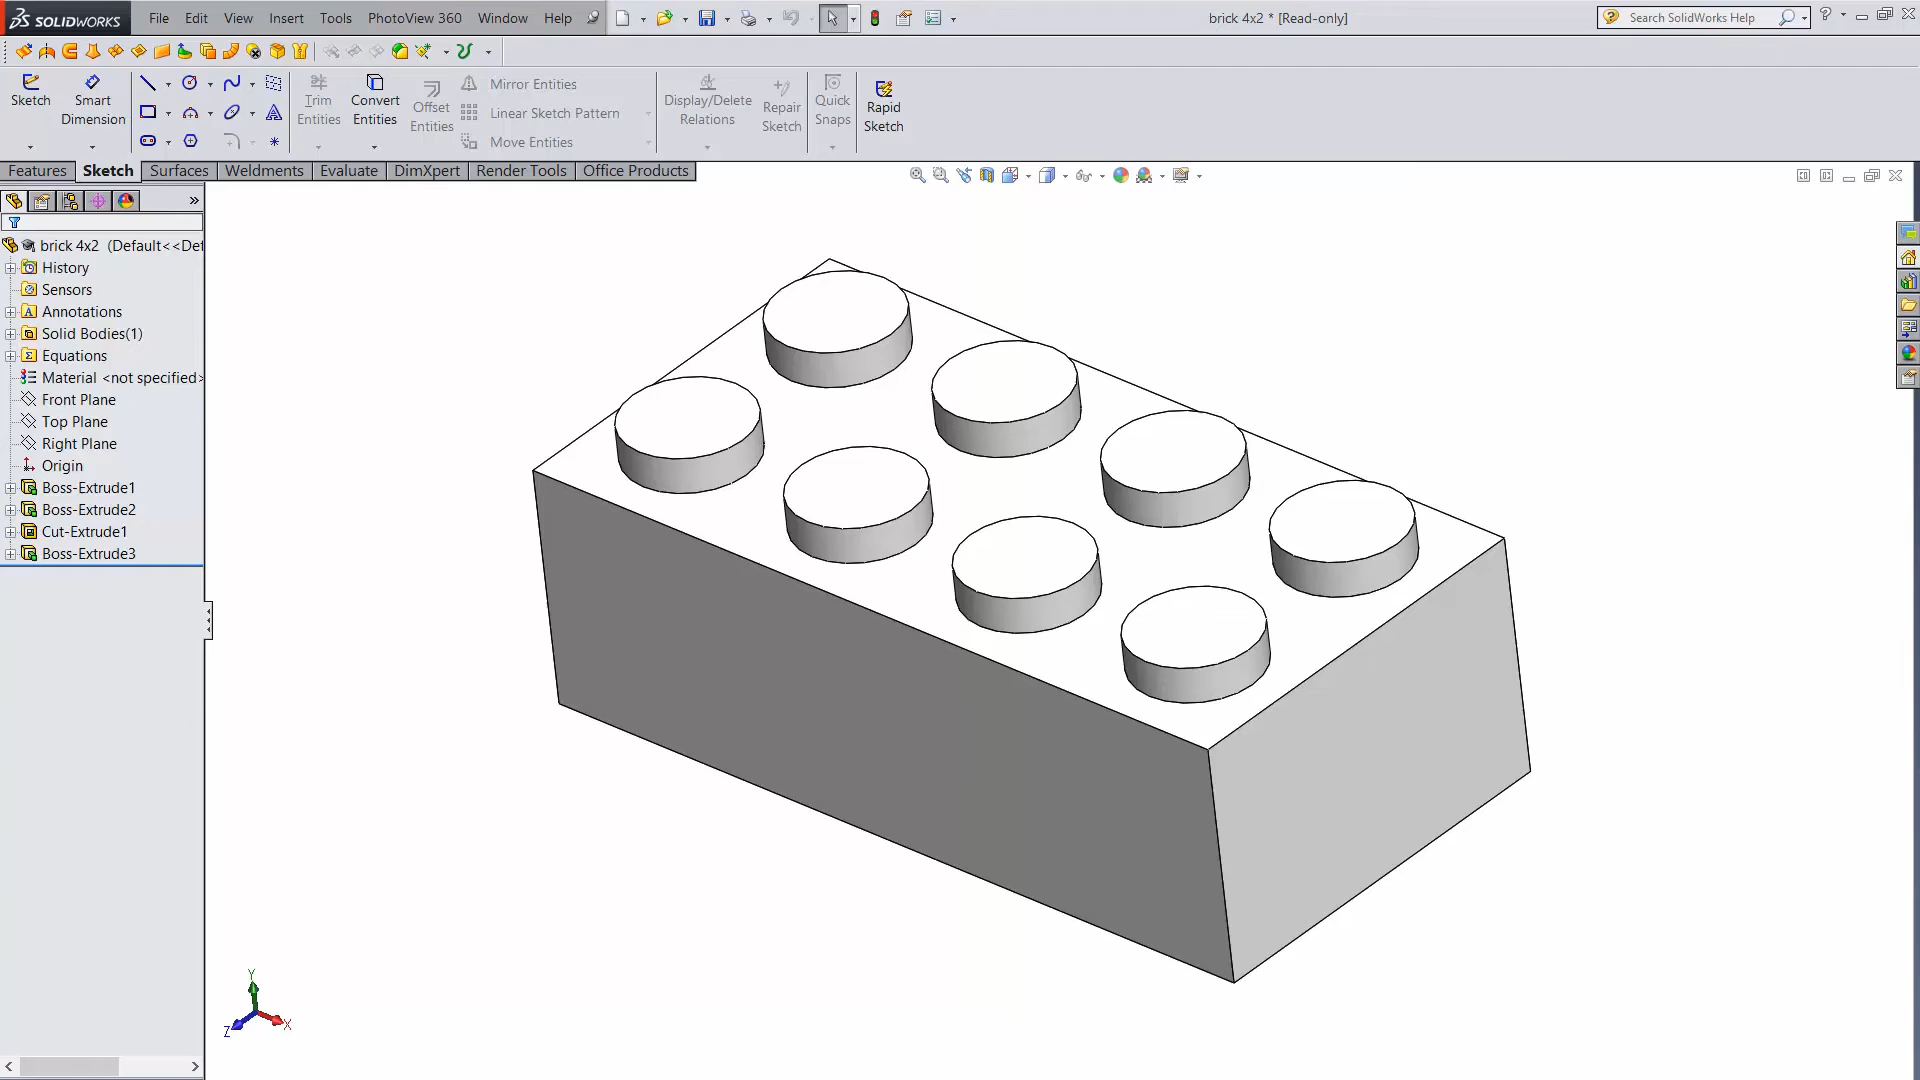 SOLIDWORKS File Edit View Insert Tools PhotoView 360 Window Help brick 4x2 * [Read-only] Search SolidWorks Help
Sketch Smart Dimension Trim Entities Convert Entities Offset Entities Mirror Entities Linear Sketch Pattern Move Entities Display/Delete Relations Repair Sketch Quick Snaps Rapid Sketch
Features Sketch Surfaces Weldments Evaluate DimXpert Render Tools Office Products
brick 4x2 (Default<<Def
History
Sensors
Annotations
Solid Bodies(1)
Equations
Material <not specified>
Front Plane
Top Plane
Right Plane
Origin
Boss-Extrude1
Boss-Extrude2
Cut-Extrude1
Boss-Extrude3
Y
Z X